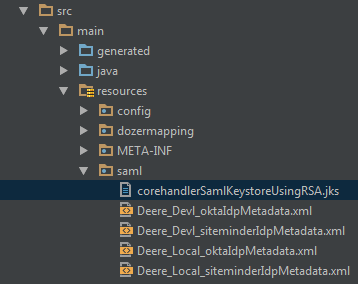 src
main
generated
java
resources
config
dozermapping
META-INF
saml
corehandlerSamlKeystoreUsingRSA.jks
Deere_Devl_oktaIdpMetadata.xml
Deere_Devl_siteminderIdpMetadata.xml
Deere_Local_oktaIdpMetadata.xml
Deere_Local_siteminderIdpMetadata.xml